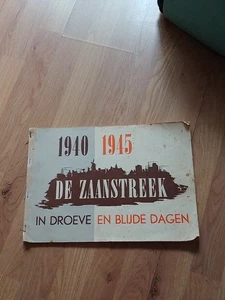 1940 1945
DE ZAANSTREEK
IN DROEVE EN BLIJDE DAGEN